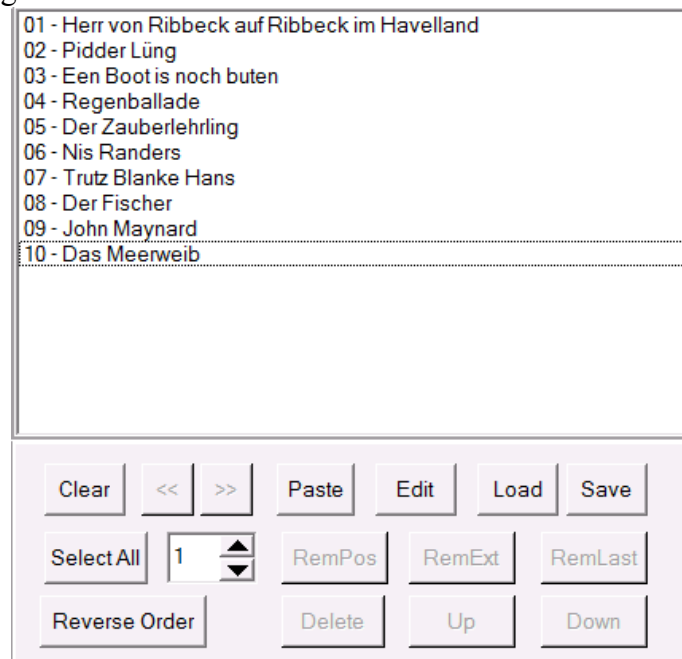 01 - Herr von Ribbeck auf Ribbeck im Havelland
02 - Pidder Lüng
03 - Een Boot is noch buten
04 - Regenballade
05 - Der Zauberlehrling
06 - Nis Randers
07 - Trutz Blanke Hans
08 - Der Fischer
09 - John Maynard
10 - Das Meerweib
Clear << >> Paste Edit Load Save
Select All 1 RemPos RemExt RemLast
Reverse Order Delete Up Down